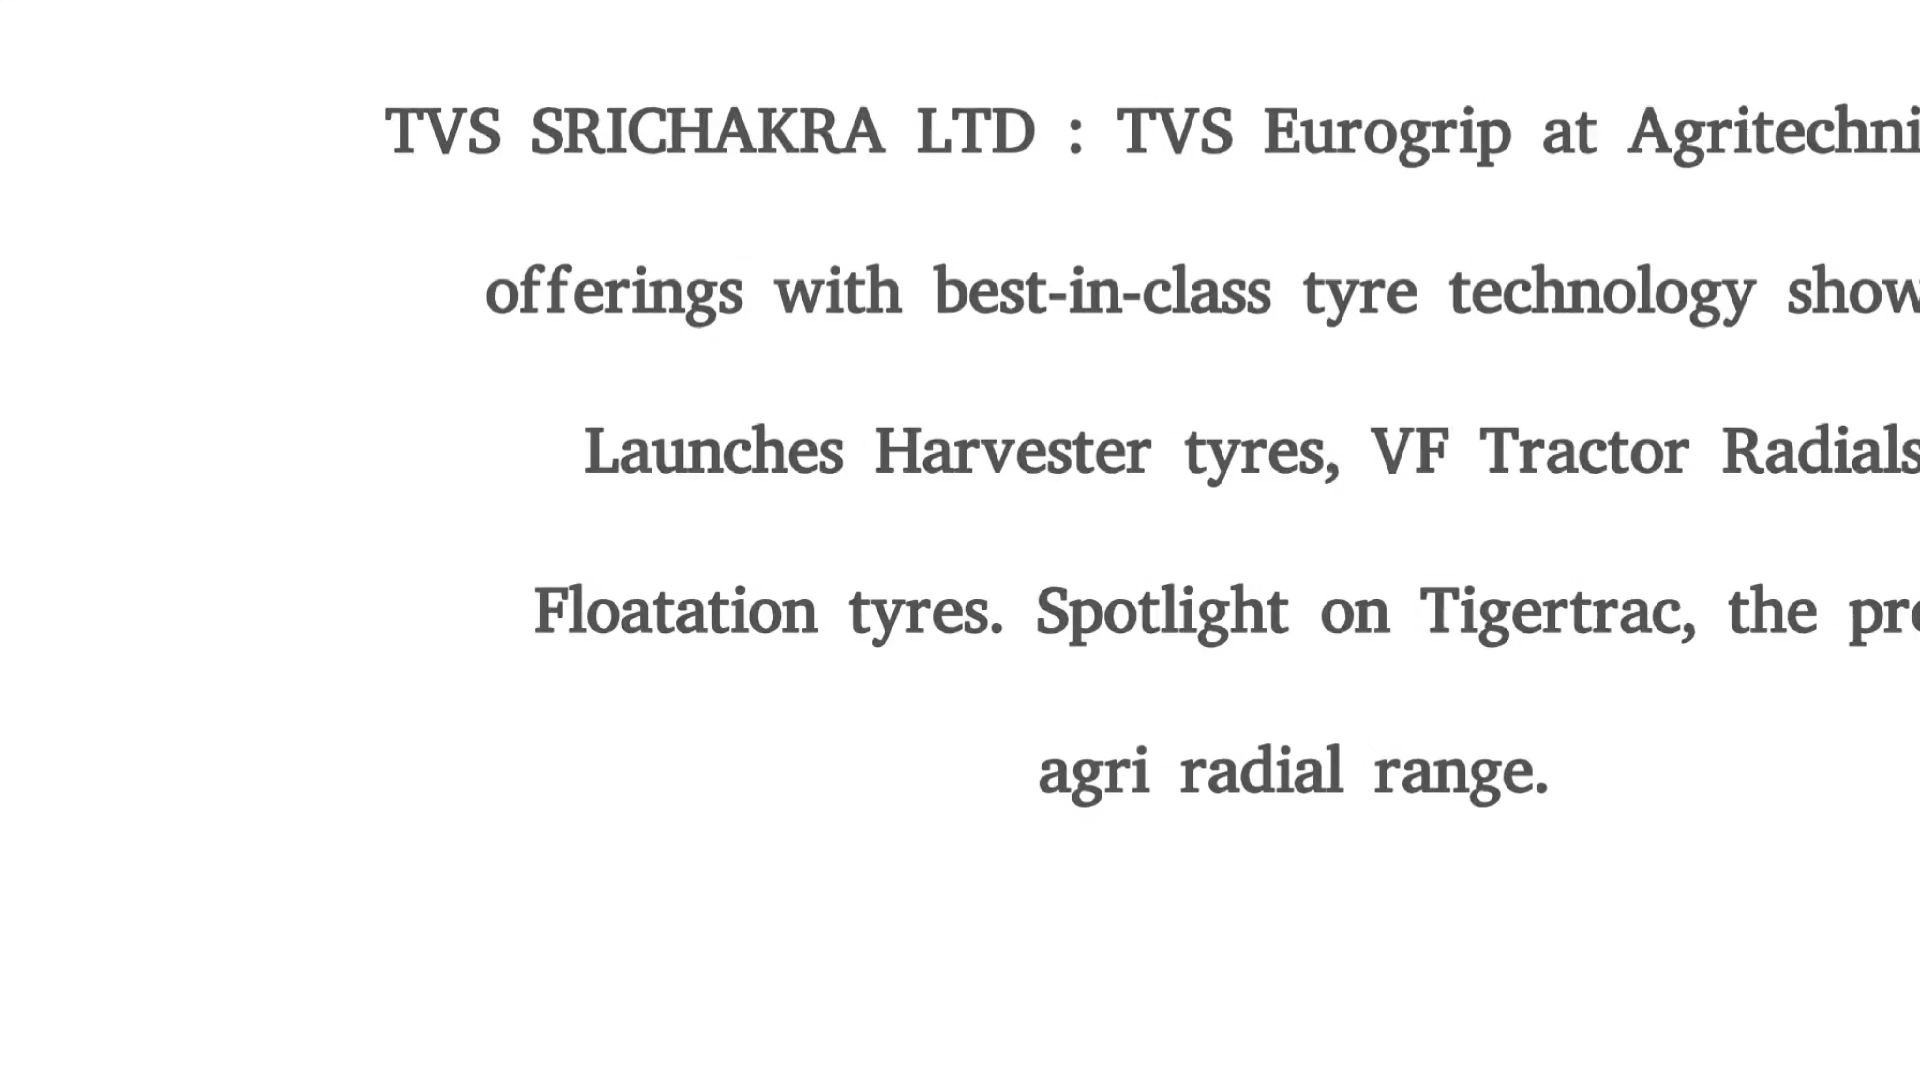 TVS SRICHAKRA LTD : TVS Eurogrip at Agritechni
offerings with best-in-class tyre technology show
Launches Harvester tyres, VF Tractor Radials
Floatation tyres. Spotlight on Tigertrac, the pre
agri radial range.